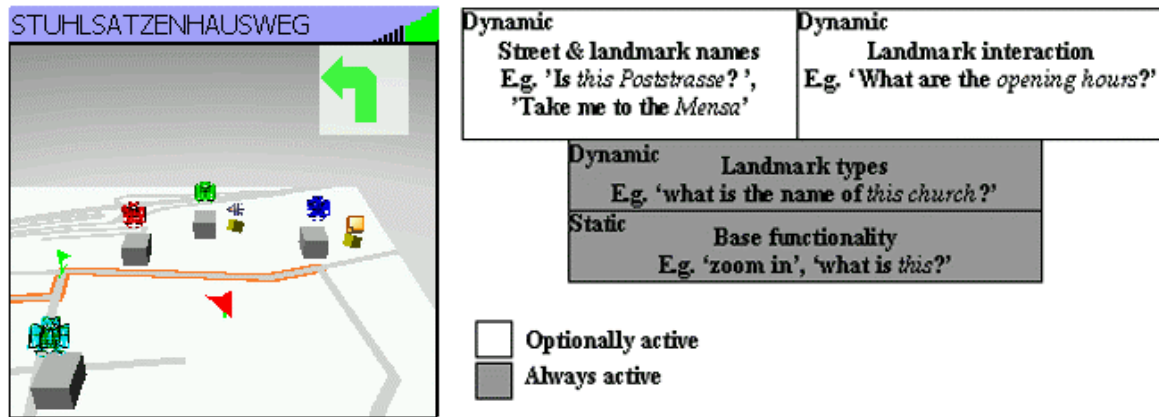 STUHLSATZENHAUSWEG
Dynamic
Street & landmark names
E.g. 'Is this Poststrasse? ',
'Take me to the Mensa'
Dynamic
Landmark interaction
E.g. ‘What are the opening hours?’
Dynamic
Landmark types
E.g. ‘what is the name of this church ?’
Static
Base functionality
E.g. ‘zoom in’, ‘what is this?’
Optionally active
Always active